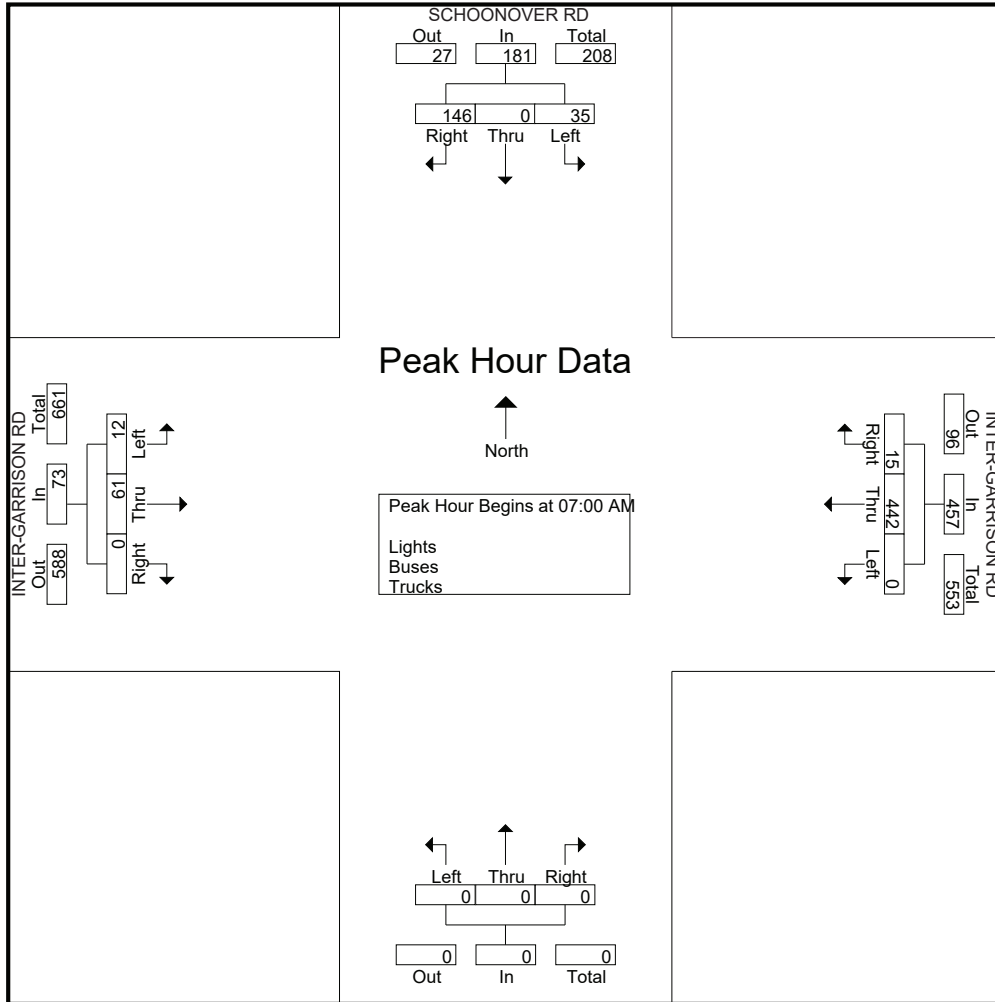 SCHOONOVER RD
Out In Total
27 181 208
146 0 35
Right Thru Left
Peak Hour Data
North
Peak Hour Begins at 07:00 AM
Lights
Buses
Trucks
INTER-GARRISON RD
Out In Total
588 73 661
0 61 12
Right Thru Left
INTER-GARRISON RD
Out In Total
96 457 553
15 442 0
Right Thru Left
Left Thru Right
0 0 0
0 0 0
Out In Total